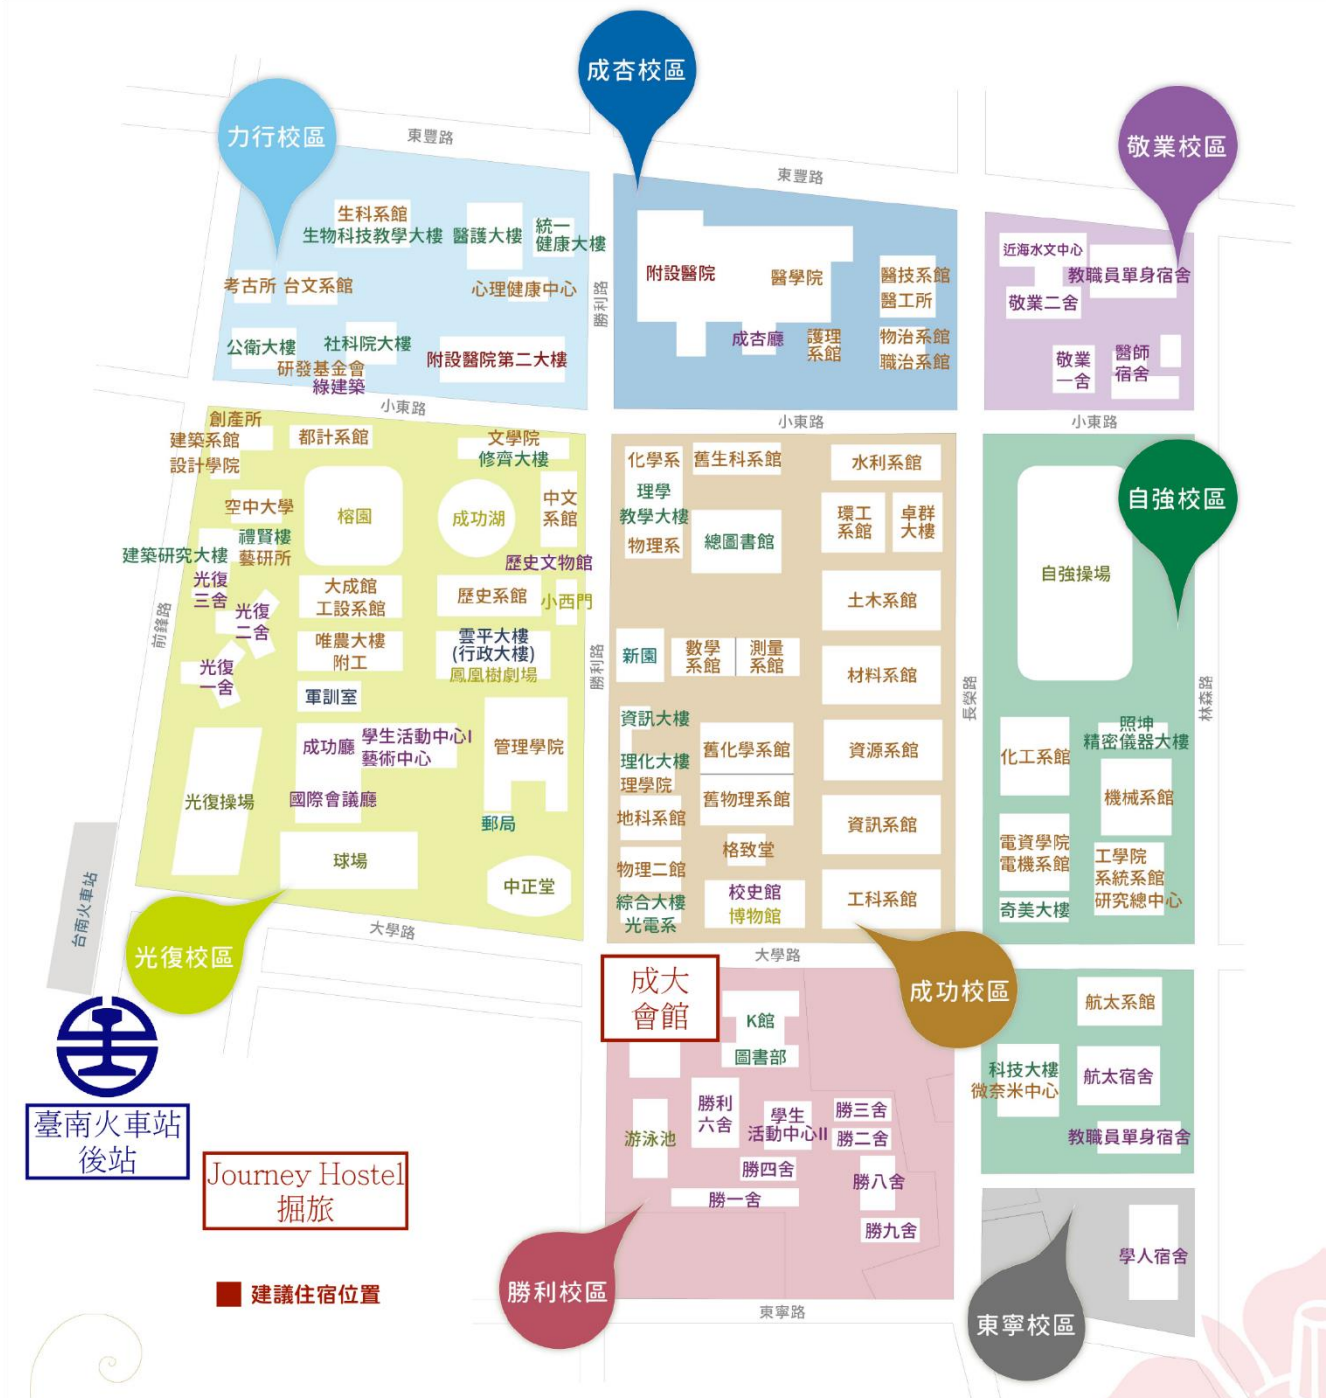 成杏校區
力行校區
敬業校區
東豐路
東豐路
生科系館
生物科技教學大樓
醫護大樓
統一
健康大樓
考古所
台文系館
心理健康中心
公衛大樓
社科院大樓
研發基金會
綠建築
附設醫院第二大樓
勝利路
附設醫院
醫學院
醫技系館
醫工所
成杏廳
護理
系館
物治系館
職治系館
近海水文中心
教職員單身宿舍
敬業二舍
敬業
一舍
醫師
宿舍
小東路
小東路
小東路
創產所
建築系館
設計學院
都計系館
文學院
修齊大樓
空中大學
榕園
成功湖
中文
系館
禮賢樓
藝研所
建築研究大樓
歷史文物館
光復
三舍
大成館
工設系館
歷史系館
小西門
光復
二舍
唯農大樓
附工
雲平大樓
(行政大樓)
鳳凰樹劇場
光復
一舍
軍訓室
成功廳
學生活動中心I
藝術中心
管理學院
國際會議廳
光復操場
郵局
球場
中正堂
前鋒路
勝利路
化學系
舊生科系館
水利系館
理學
教學大樓
物理系
總圖書館
環工
系館
卓群
大樓
土木系館
新園
數學
系館
測量
系館
材料系館
資訊大樓
舊化學系館
資源系館
理化大樓
理學院
舊物理系館
地科系館
資訊系館
格致堂
物理二館
校史館
博物館
工科系館
綜合大樓
光電系
長榮路
自強校區
自強操場
照坤
精密儀器大樓
化工系館
機械系館
電資學院
電機系館
工學院
系統系館
研究總中心
奇美大樓
林森路
台南火車站
光復校區
大學路
大學路
成功校區
成大
會館
K館
圖書部
游泳池
勝利
六舍
學生
活動中心II
勝三舍
勝二舍
勝四舍
勝八舍
勝一舍
勝九舍
航太系館
科技大樓
微奈米中心
航太宿舍
教職員單身宿舍
臺南火車站
後站
Journey Hostel
掘旅
建議住宿位置
勝利校區
東寧路
學人宿舍
東寧校區